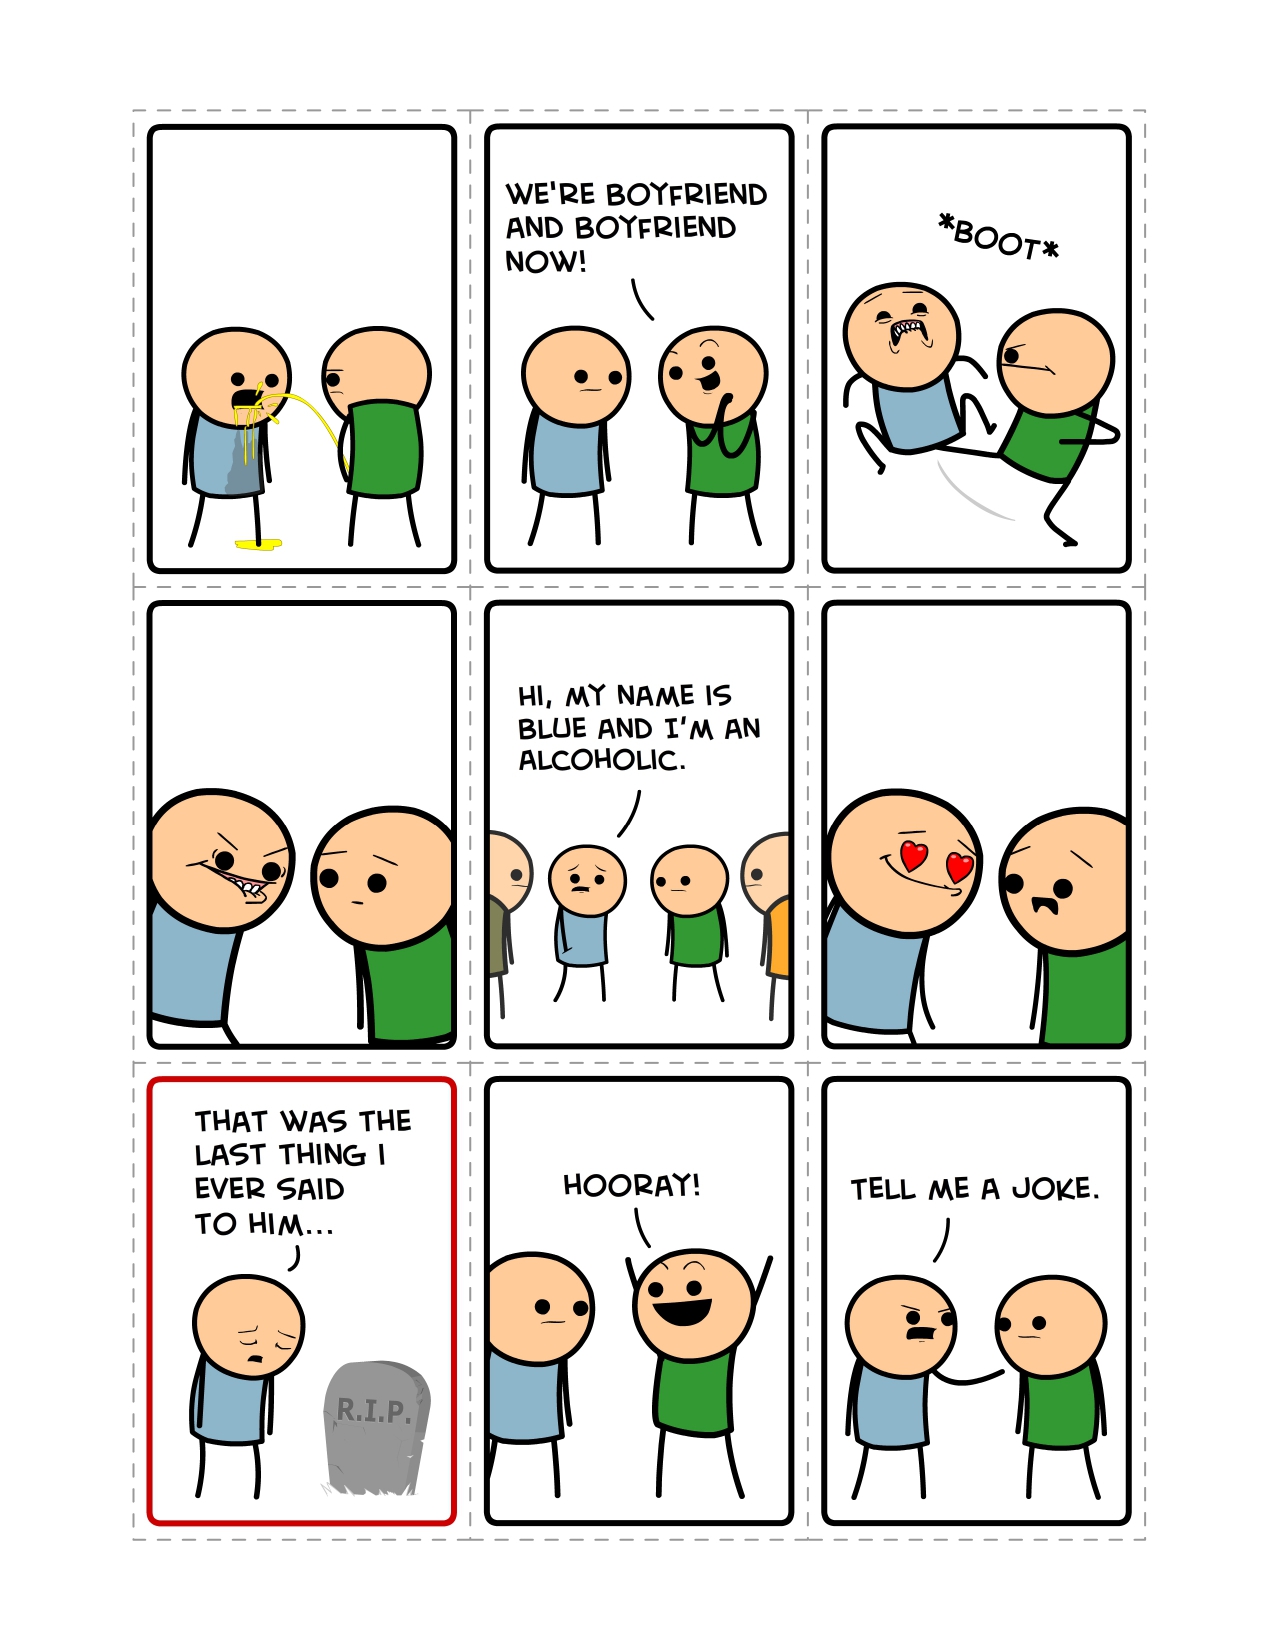 WE'RE BOYFRIEND
AND BOYFRIEND
NOW!
*BOOT*
HI, MY NAME IS
BLUE AND I'M AN
ALCOHOLIC.
THAT WAS THE
LAST THING I
EVER SAID
TO HIM...
R.I.P.
HOORAY!
TELL ME A JOKE.